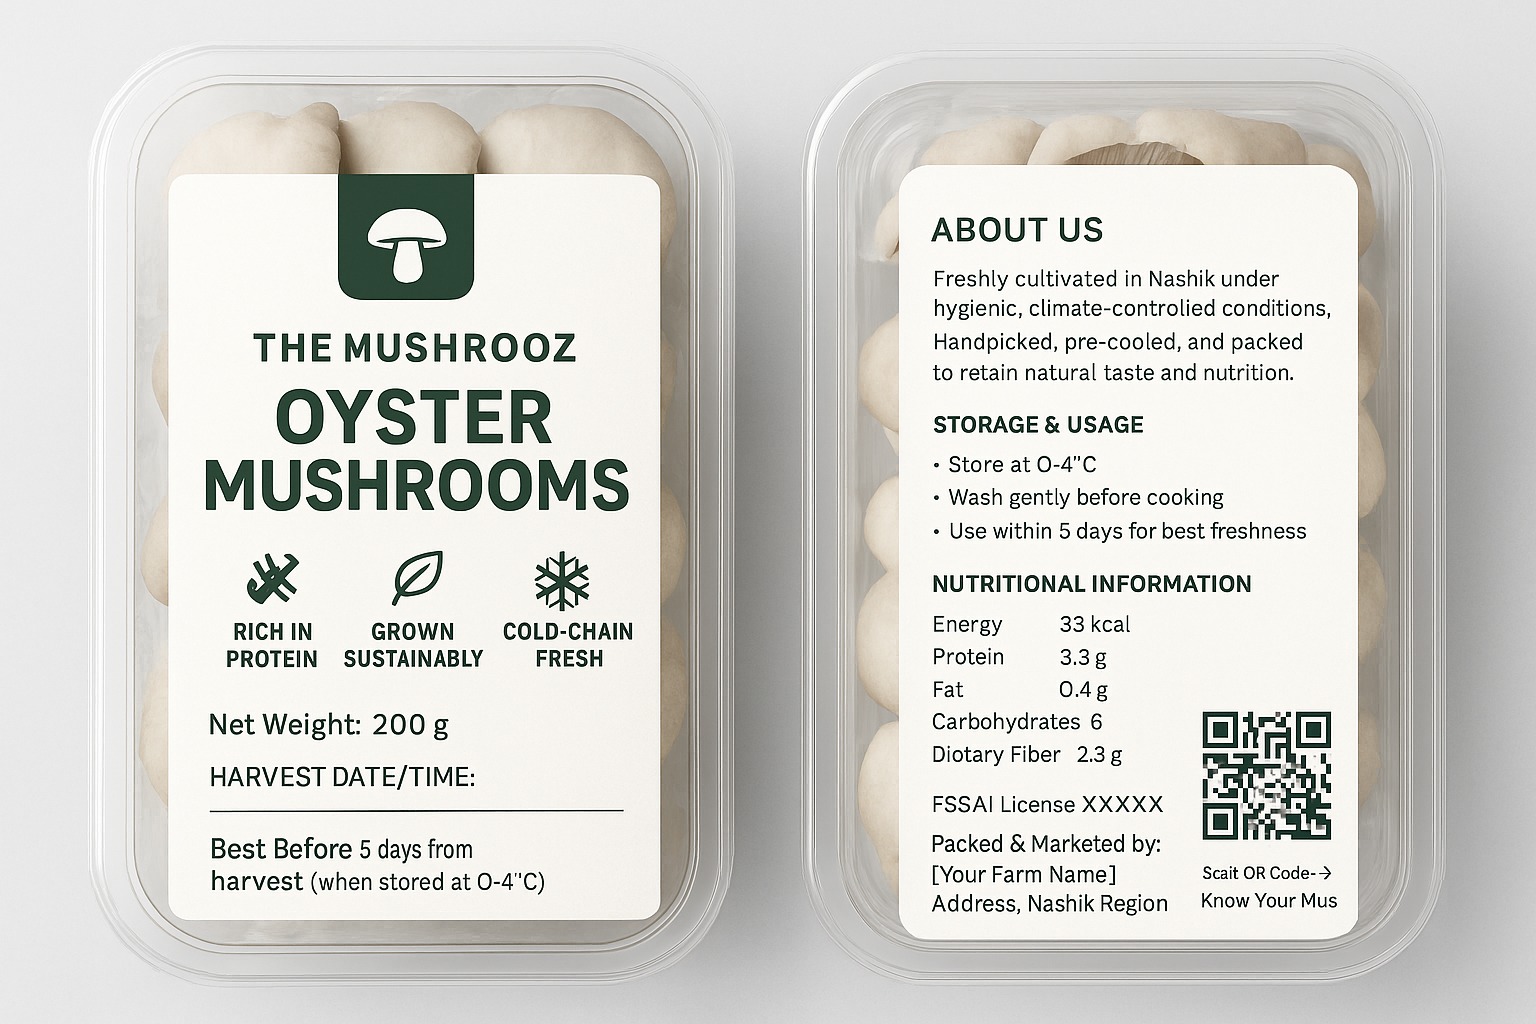 THE MUSHROOZ
OYSTER
MUSHROOMS
RICH IN
PROTEIN
GROWN
SUSTAINABLY
COLD-CHAIN
FRESH
Net Weight: 200 g
HARVEST DATE/TIME:
Best Before 5 days from
harvest (when stored at O-4"C)
ABOUT US
Freshly cultivated in Nashik under
hygienic, climate-controlied conditions,
Handpicked, pre-cooled, and packed
to retain natural taste and nutrition.
STORAGE & USAGE
• Store at O-4"C
• Wash gently before cooking
• Use within 5 days for best freshness
NUTRITIONAL INFORMATION
Energy 33 kcal
Protein 3.3 g
Fat 0.4 g
Carbohydrates 6
Diotary Fiber 2.3 g
FSSAI License XXXXX
Packed & Marketed by:
[Your Farm Name]
Address, Nashik Region
Scait OR Code-→
Know Your Mus